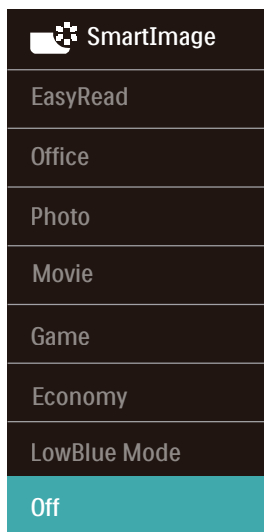 SmartImage
EasyRead
Office
Photo
Movie
Game
Economy
LowBlue Mode
Off